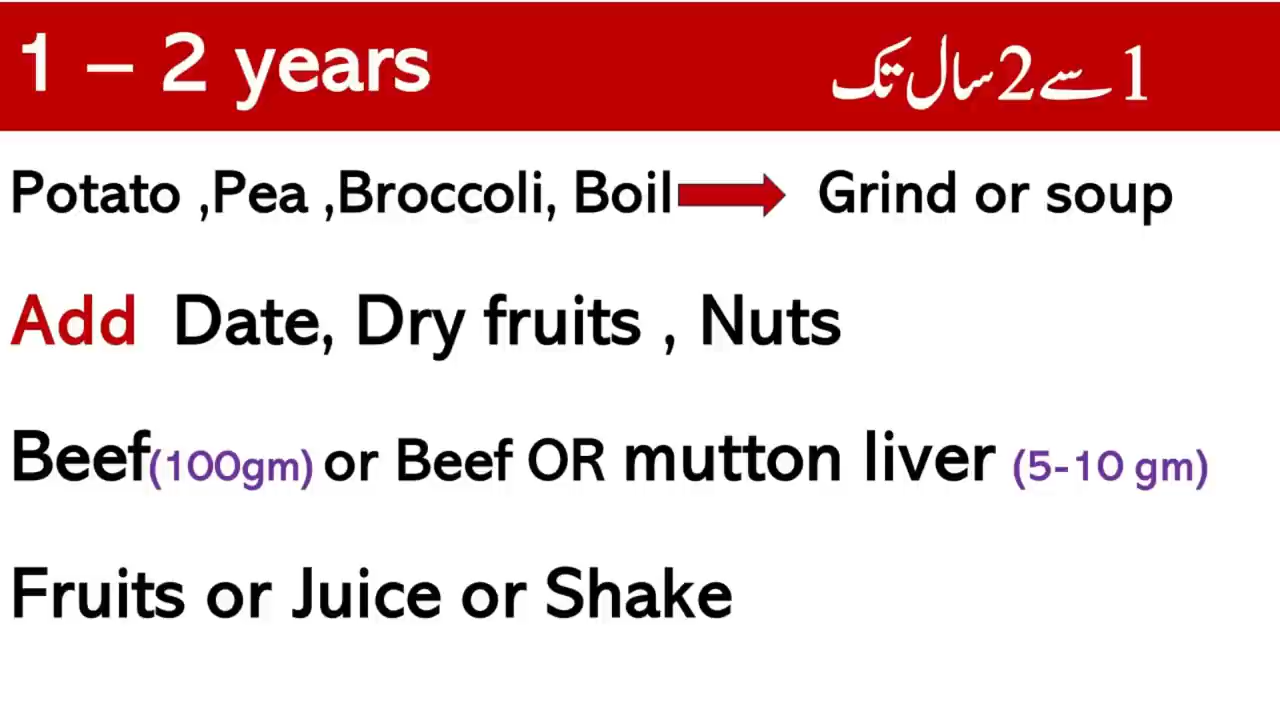 1 – 2 years 1 سے 2 سال تک
Potato ,Pea ,Broccoli, Boil Grind or soup
Add Date, Dry fruits , Nuts
Beef(100gm) or Beef OR mutton liver (5-10 gm)
Fruits or Juice or Shake